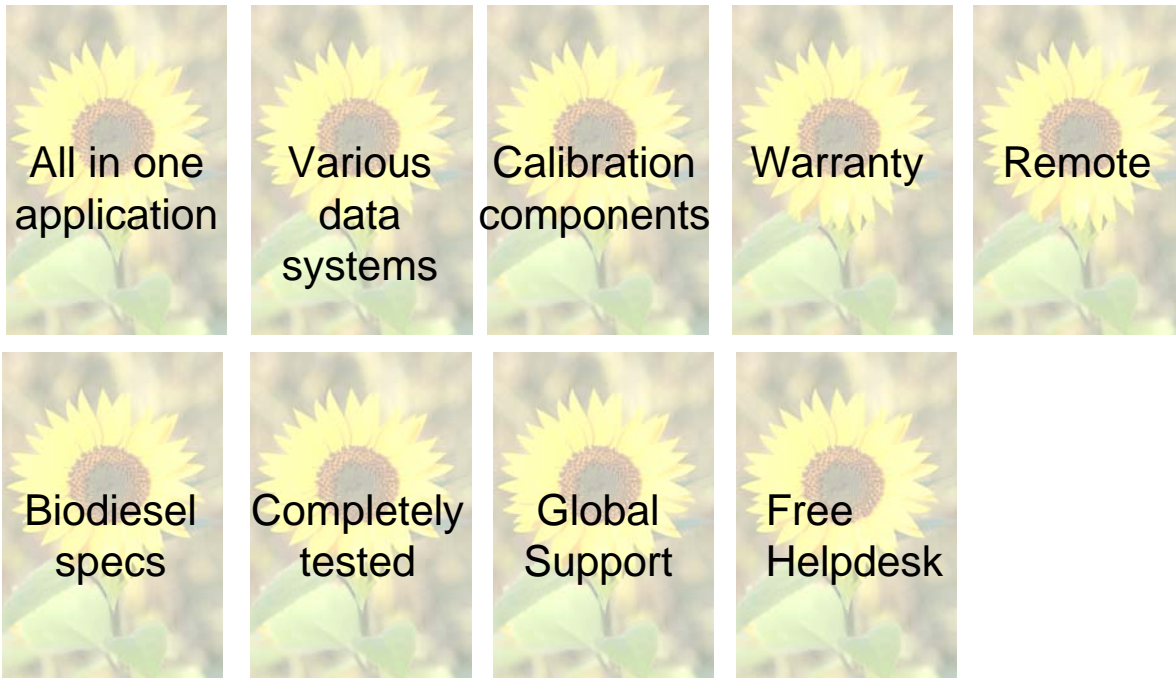 All in one
application
Various
data
systems
Calibration
components
Warranty
Remote
Biodiesel
specs
Completely
tested
Global
Support
Free
Helpdesk